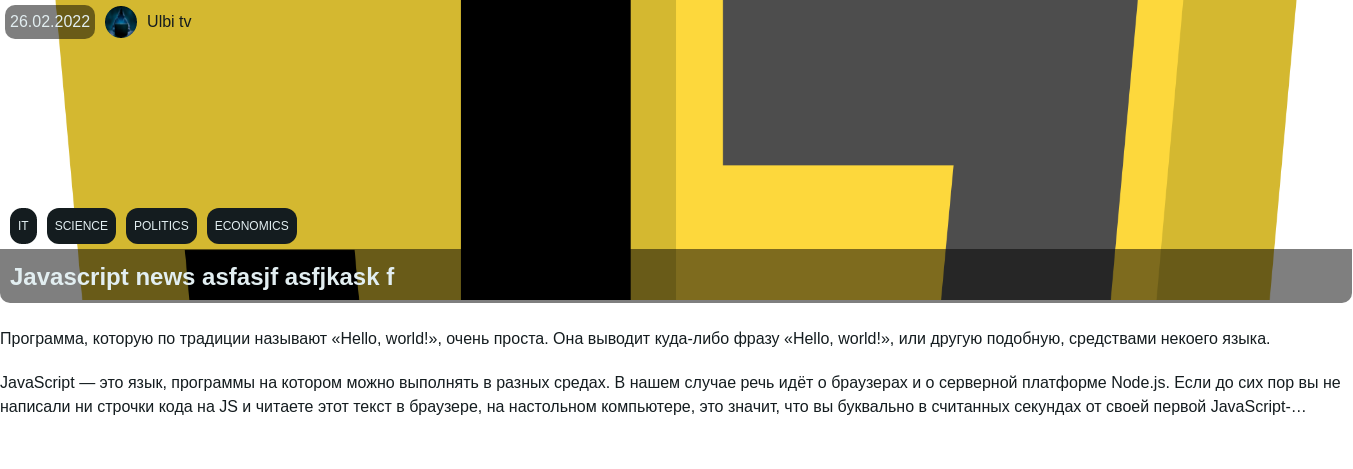 26.02.2022 Ulbi tv
IT SCIENCE POLITICS ECONOMICS
Javascript news asfasjf asfjkask f
Программа, которую по традиции называют «Hello, world!», очень проста. Она выводит куда-либо фразу «Hello, world!», или другую подобную, средствами некоего языка.
JavaScript — это язык, программы на котором можно выполнять в разных средах. В нашем случае речь идёт о браузерах и о серверной платформе Node.js. Если до сих пор вы не
написали ни строчки кода на JS и читаете этот текст в браузере, на настольном компьютере, это значит, что вы буквально в считанных секундах от своей первой JavaScript-…